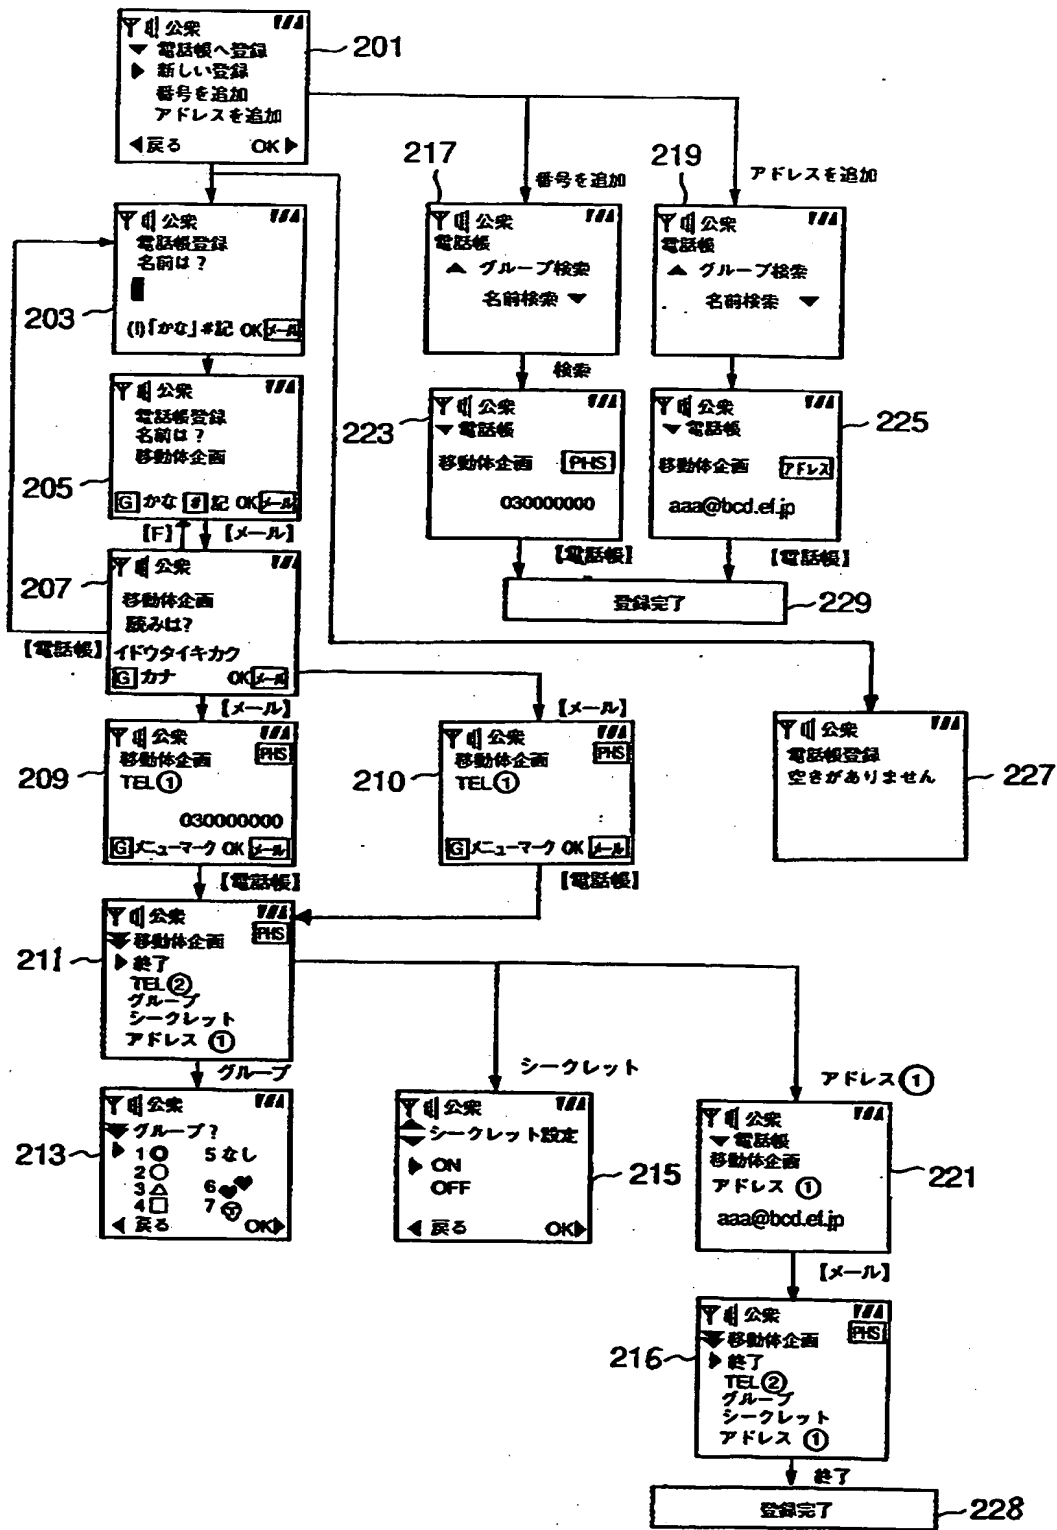 公衆
電話帳へ登録
新しい登録
番号を追加
アドレスを追加
戻る OK
201
217
番号を追加
219
アドレスを追加
公衆
電話帳登録
名前は？
(!)「かな」#記 OK メール
203
公衆
電話帳
グループ検索
名前検索
公衆
電話帳
グループ検索
名前検索
検索
公衆
電話帳登録
名前は？
移動体企画
G かな # 記 OK メール
205
223
公衆
電話帳
移動体企画 PHS
030000000
225
公衆
電話帳
移動体企画 アドレス
aaa@bcd.ef.jp
[F] 【メール】
【電話帳】
【電話帳】
登録完了
229
207
公衆
移動体企画
読みは？
イドウタイキカク
G カナ OK メール
【電話帳】
【メール】
【メール】
209
公衆
PHS
移動体企画
TEL①
030000000
G メニューマーク OK メール
210
公衆
PHS
移動体企画
TEL①
G メニューマーク OK メール
公衆
電話帳登録
空きがありません
227
【電話帳】
【電話帳】
211
公衆
PHS
移動体企画
終了
TEL②
グループ
シークレット
アドレス ①
グループ
シークレット
アドレス ①
213
公衆
グループ？
1◎ 5なし
2○
3△ 6
4□ 7
戻る OK
公衆
シークレット設定
ON
OFF
戻る OK
215
公衆
電話帳
移動体企画
アドレス ①
aaa@bcd.ef.jp
221
【メール】
216
公衆
PHS
移動体企画
終了
TEL②
グループ
シークレット
アドレス ①
終了
登録完了
228